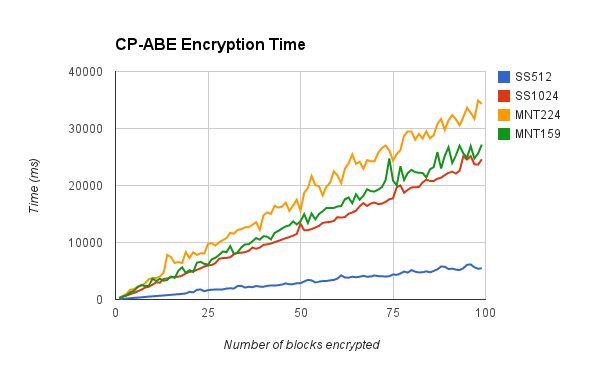 CP-ABE Encryption Time
40000
30000
20000
10000
0
Time (ms)
0
25
50
75
100
Number of blocks encrypted
SS512
SS1024
MNT224
MNT159